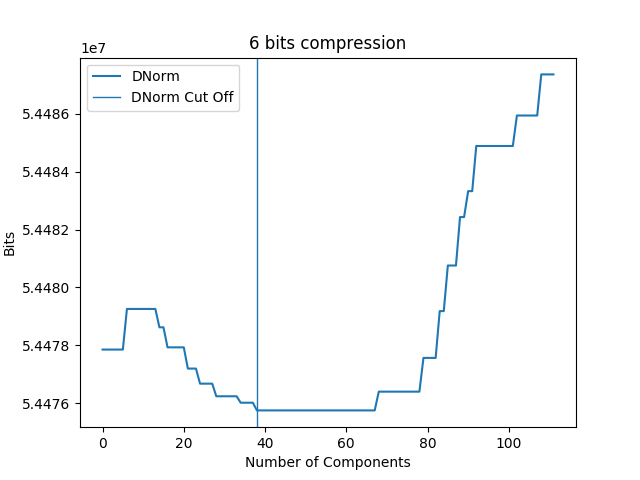 6 bits compression
1e7
DNorm
DNorm Cut Off
5.4486
5.4484
5.4482
5.4480
5.4478
5.4476
Bits
0 20 40 60 80 100
Number of Components